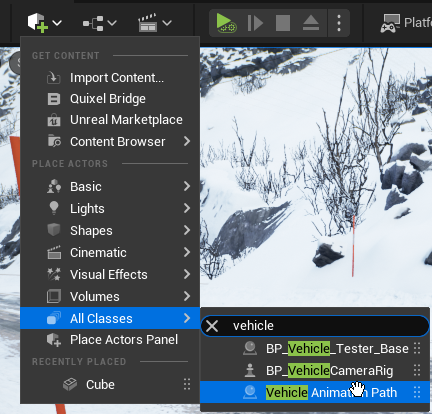 Platf
GET CONTENT
Import Content...
Quixel Bridge
Unreal Marketplace
Content Browser
PLACE ACTORS
Basic
Lights
Shapes
Cinematic
Visual Effects
Volumes
All Classes
Place Actors Panel
RECENTLY PLACED
Cube
vehicle
BP_Vehicle_Tester_Base
BP_VehicleCameraRig
Vehicle Animation Path